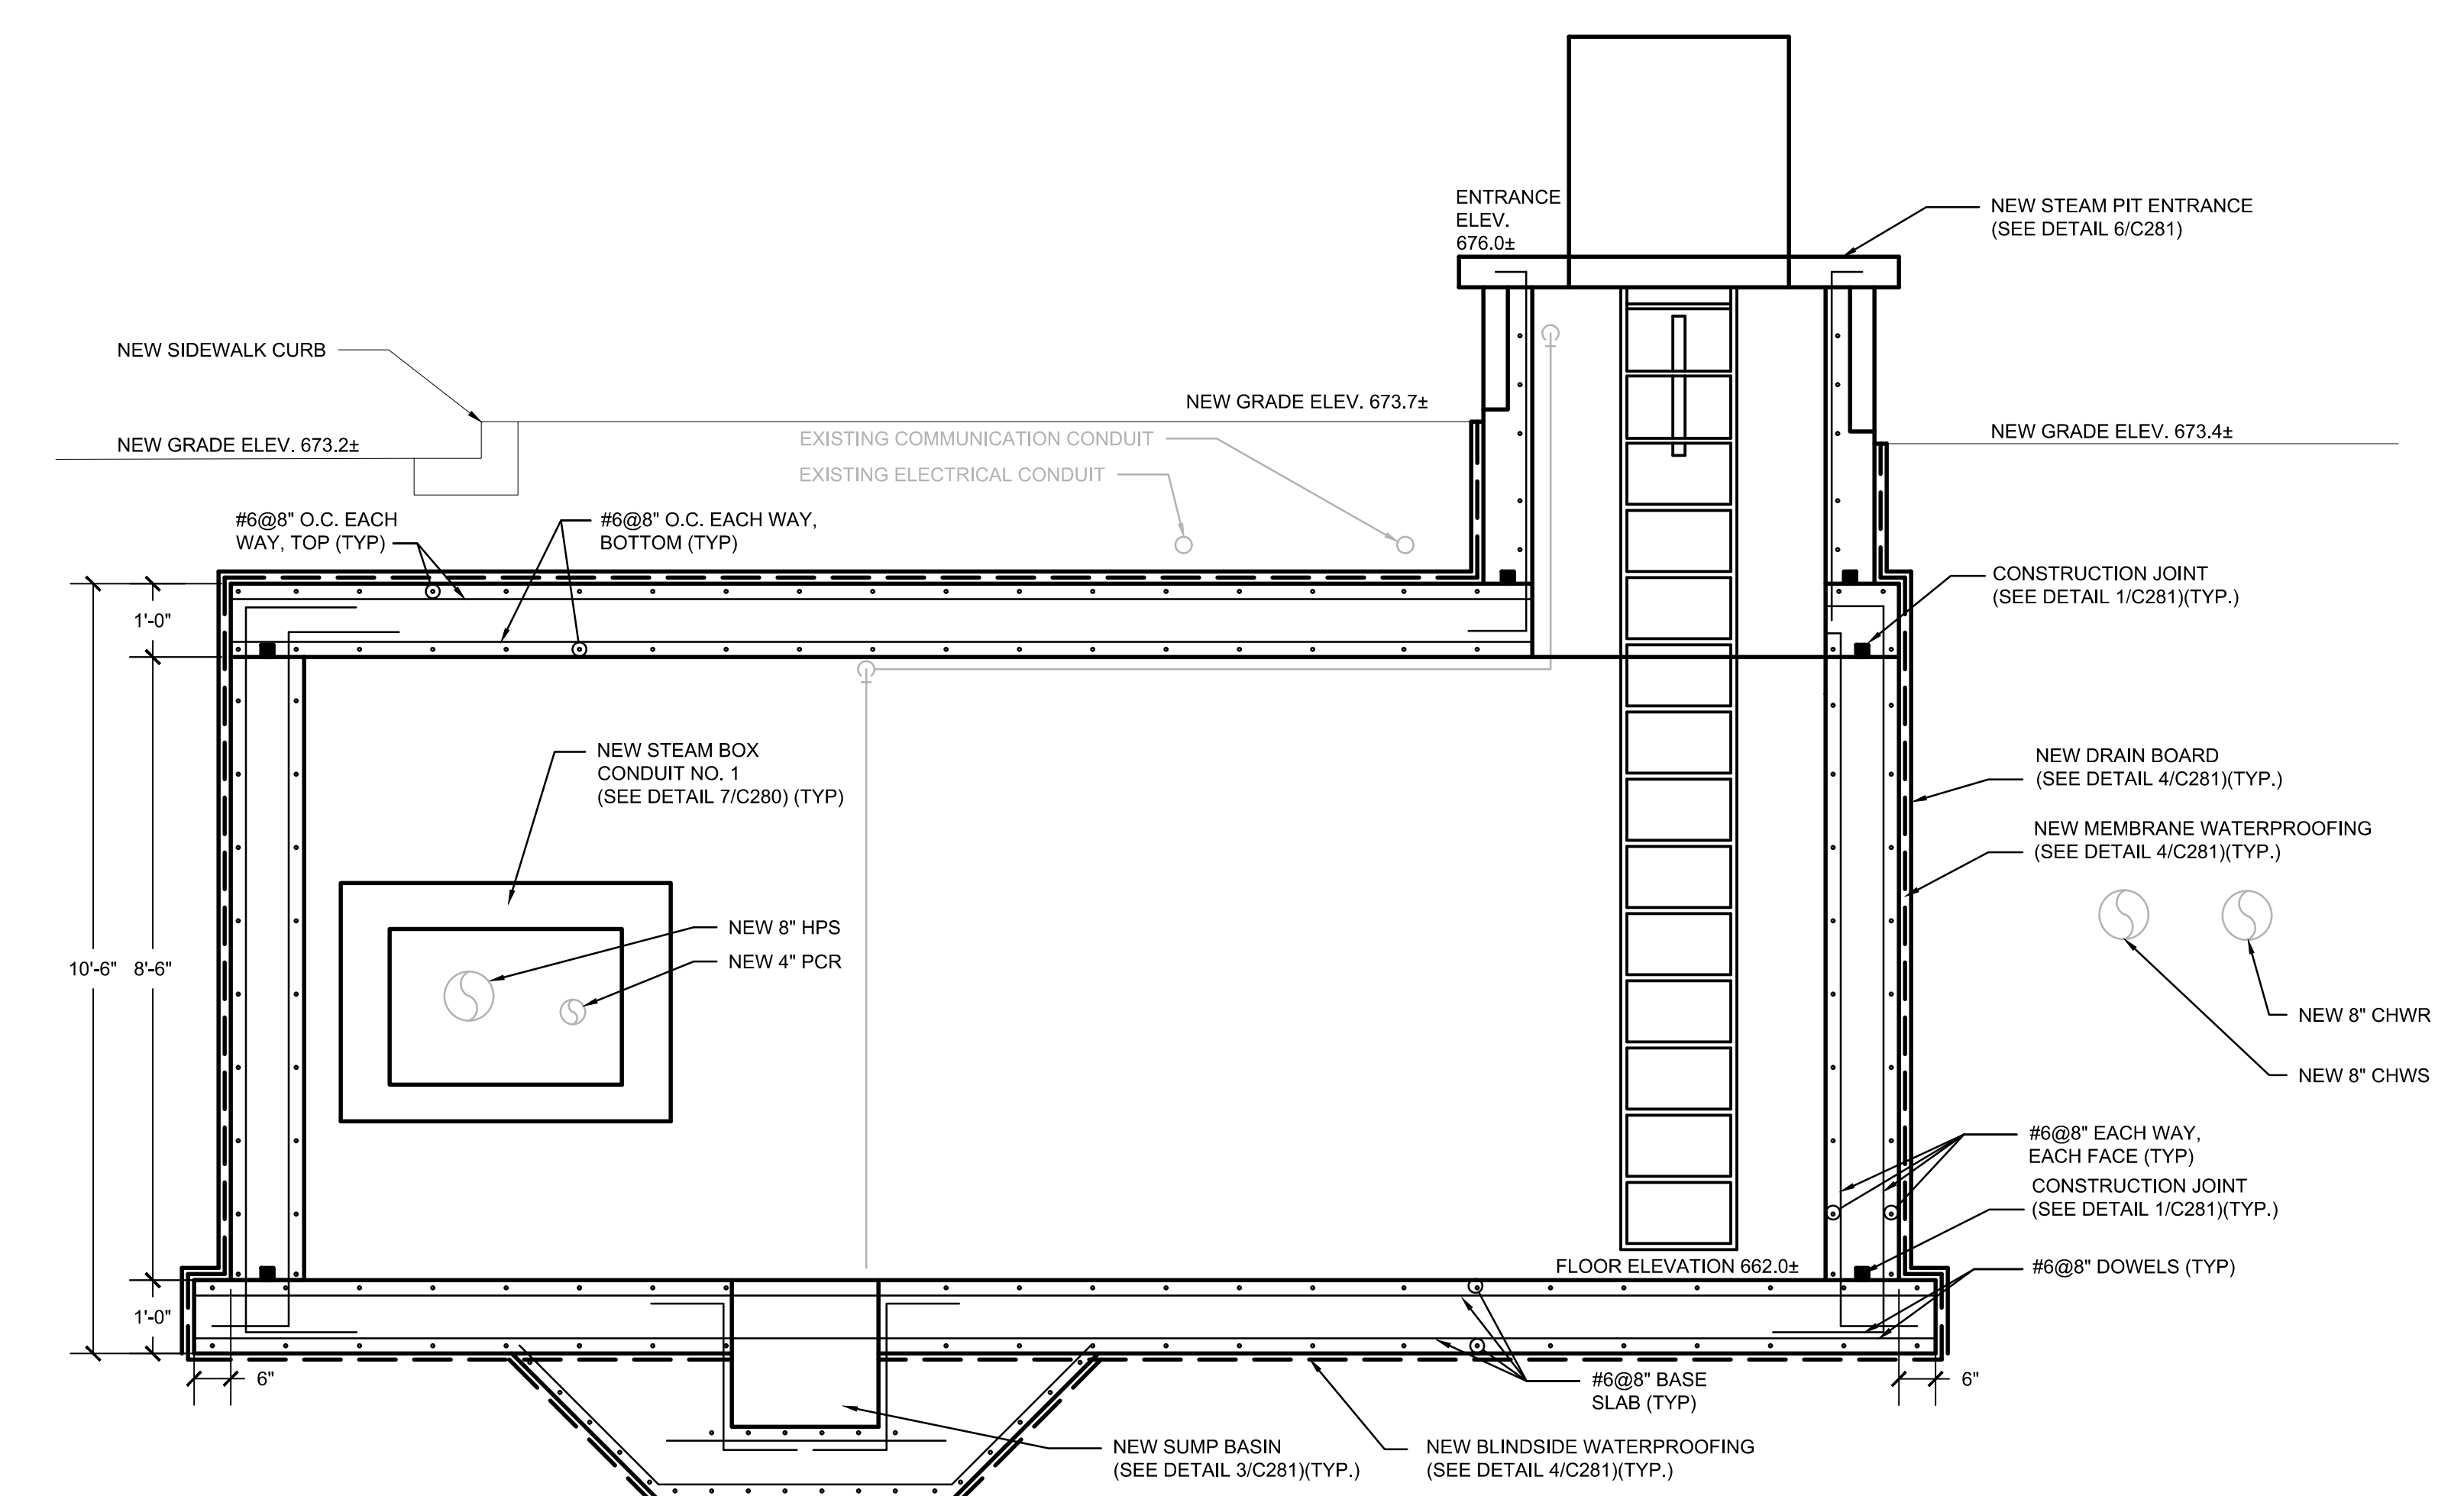 ENTRANCE
ELEV.
676.0±
NEW STEAM PIT ENTRANCE
(SEE DETAIL 6/C281)
NEW SIDEWALK CURB
NEW GRADE ELEV. 673.7±
NEW GRADE ELEV. 673.2±
EXISTING COMMUNICATION CONDUIT
EXISTING ELECTRICAL CONDUIT
NEW GRADE ELEV. 673.4±
#6@8" O.C. EACH
WAY, TOP (TYP)
#6@8" O.C. EACH WAY,
BOTTOM (TYP)
CONSTRUCTION JOINT
(SEE DETAIL 1/C281)(TYP.)
1'-0"
NEW STEAM BOX
CONDUIT NO. 1
(SEE DETAIL 7/C280) (TYP)
NEW DRAIN BOARD
(SEE DETAIL 4/C281)(TYP.)
NEW MEMBRANE WATERPROOFING
(SEE DETAIL 4/C281)(TYP.)
NEW 8" HPS
NEW 4" PCR
10'-6"
8'-6"
NEW 8" CHWR
NEW 8" CHWS
#6@8" EACH WAY,
EACH FACE (TYP)
CONSTRUCTION JOINT
(SEE DETAIL 1/C281)(TYP.)
FLOOR ELEVATION 662.0±
#6@8" DOWELS (TYP)
1'-0"
6"
#6@8" BASE
SLAB (TYP)
6"
NEW SUMP BASIN
(SEE DETAIL 3/C281)(TYP.)
NEW BLINDSIDE WATERPROOFING
(SEE DETAIL 4/C281)(TYP.)